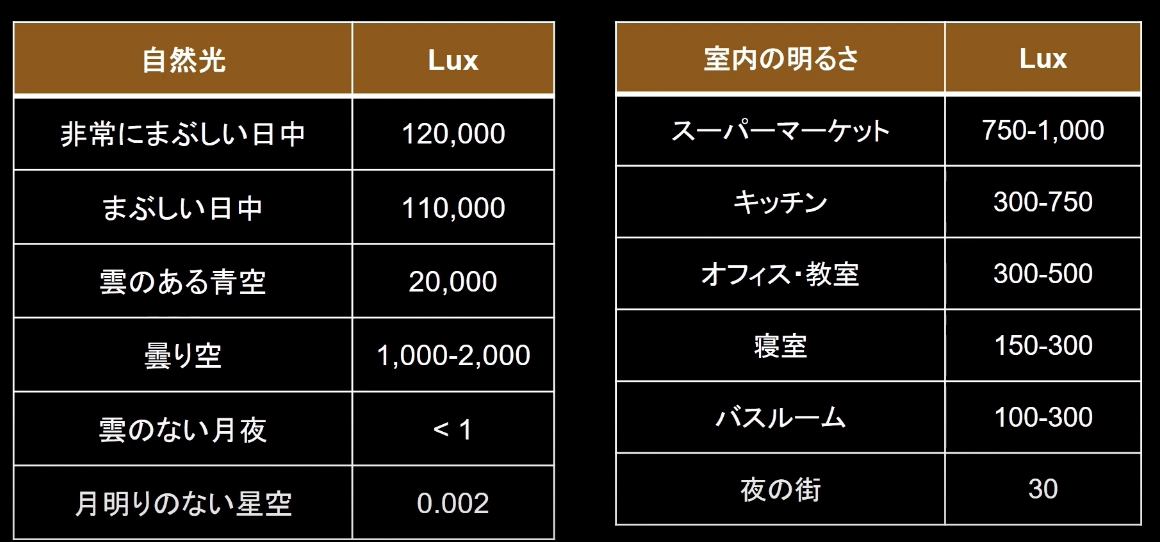 自然光 Lux
非常にまぶしい日中 120,000
まぶしい日中 110,000
雲のある青空 20,000
曇り空 1,000-2,000
雲のない月夜 < 1
月明りのない星空 0.002
室内の明るさ Lux
スーパーマーケット 750-1,000
キッチン 300-750
オフィス・教室 300-500
寝室 150-300
バスルーム 100-300
夜の街 30